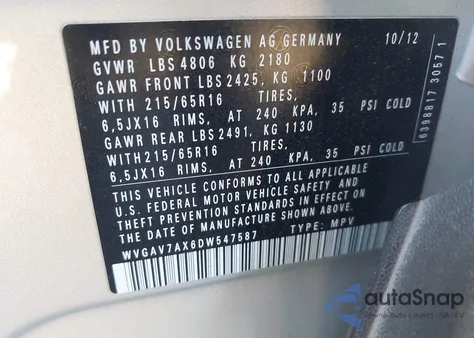 MFD BY VOLKSWAGEN AG,GERMANY 10/12
GVWR LBS 4806 KG 2180
GAWR FRONT LBS 2425, KG 1100
WITH 215/65R16 TIRES,
6,5JX16 RIMS, AT 240 KPA, 35 PSI COLD
GAWR REAR LBS 2491, KG 1130
WITH215/65R16 TIRES,
6,5JX16 RIMS, AT 240 KPA, 35 PSI COLD
THIS VEHICLE CONFORMS TO ALL APPLICABLE
U.S. FEDERAL MOTOR VEHICLE SAFETY AND
THEFT PREVENTION STANDARDS IN EFFECT ON
THE DATE OF MANUFACTURE SHOWN ABOVE.
WVGAV7AX6DW547587 TYPE: MPV
6398817 3057 1
autoSnap